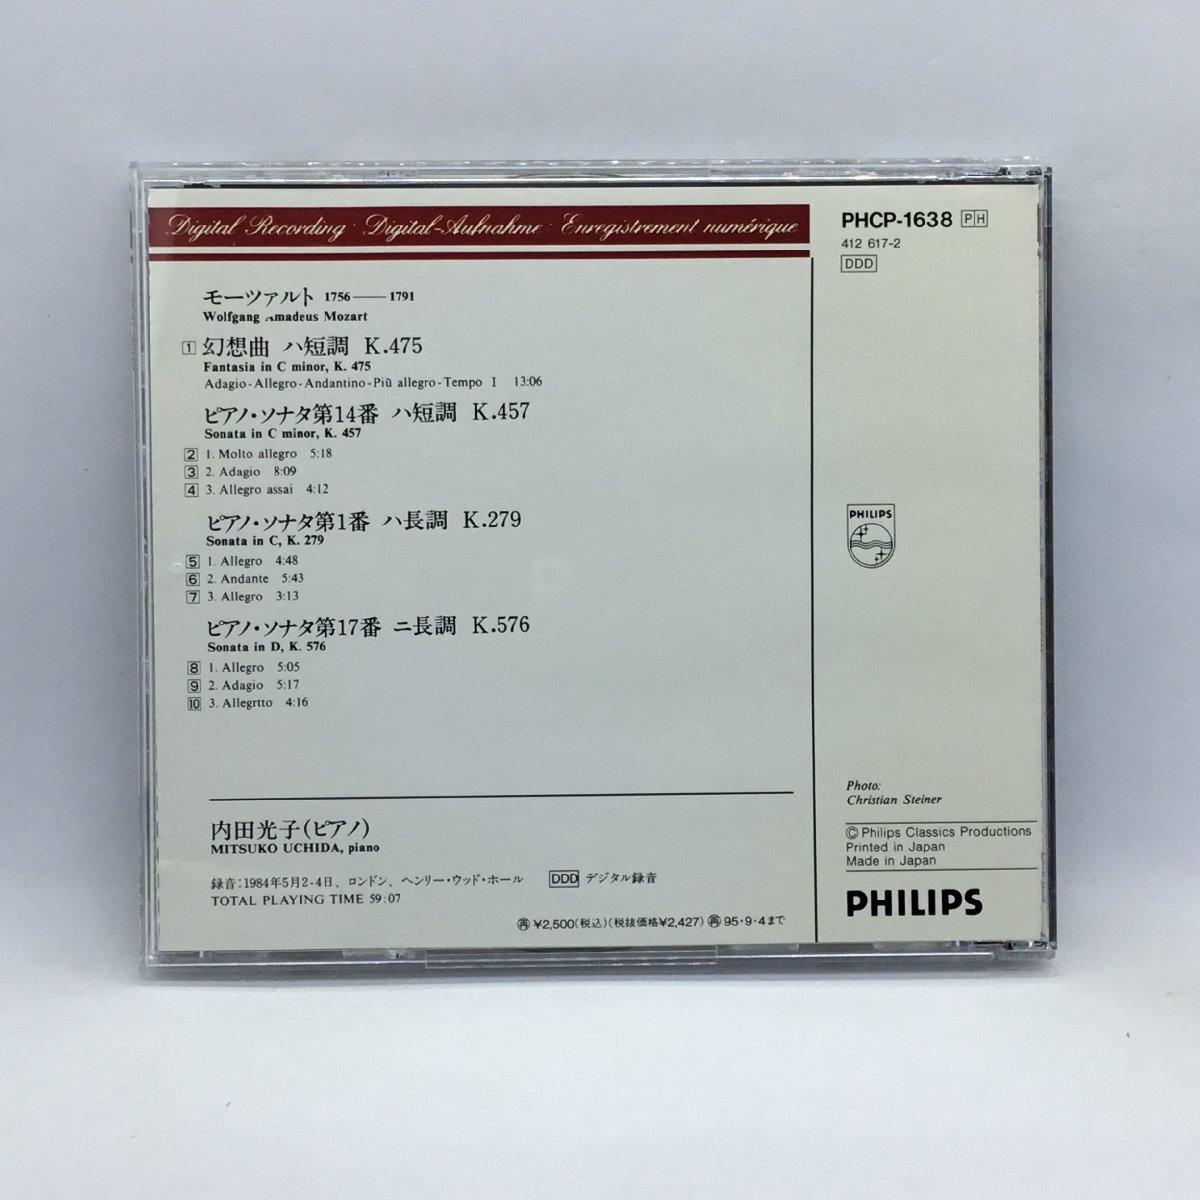 Digital Recording · Digital-Aufnahme · Enregistrement numérique
モーツァルト 1756——1791
Wolfgang Amadeus Mozart
1 幻想曲 ハ短調 K.475
Fantasia in C minor, K. 475
Adagio-Allegro-Andantino-Più allegro-Tempo I 13:06
ピアノ・ソナタ第14番 ハ短調 K.457
Sonata in C minor, K. 457
2 1. Molto allegro 5:18
3 2. Adagio 8:09
4 3. Allegro assai 4:12
ピアノ・ソナタ第1番 ハ長調 K.279
Sonata in C, K. 279
5 1. Allegro 4:48
6 2. Andante 5:43
7 3. Allegro 3:13
ピアノ・ソナタ第17番 ニ長調 K.576
Sonata in D, K. 576
8 1. Allegro 5:05
9 2. Adagio 5:17
10 3. Allegrtto 4:16
内田光子(ピアノ)
MITSUKO UCHIDA, piano
録音:1984年5月2-4日、ロンドン、ヘンリー・ウッド・ホール DDD デジタル録音
TOTAL PLAYING TIME 59:07
再 ¥2,500(税込)(税抜価格¥2,427) 再 95・9・4まで
PHCP-1638 PH
412 617-2
DDD
PHILIPS
Photo:
Christian Steiner
© Philips Classics Productions
Printed in Japan
Made in Japan
PHILIPS